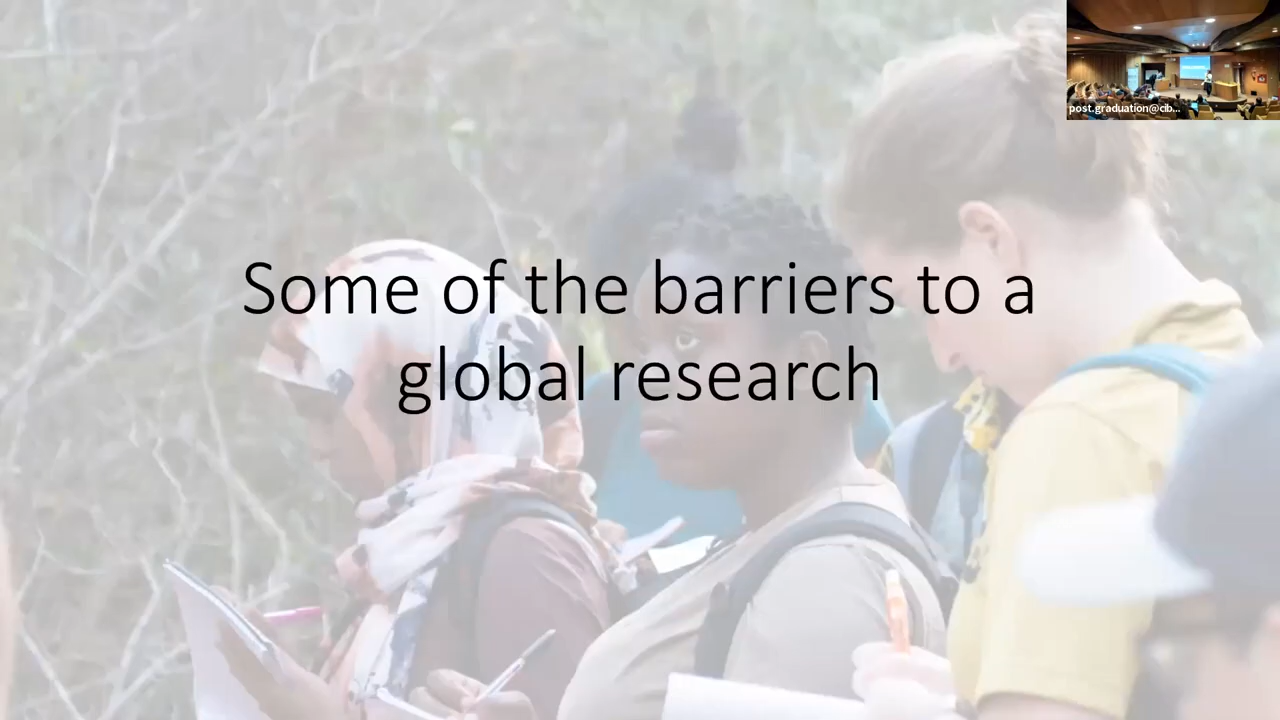 post.graduation@cib...
Some of the barriers to a
global research